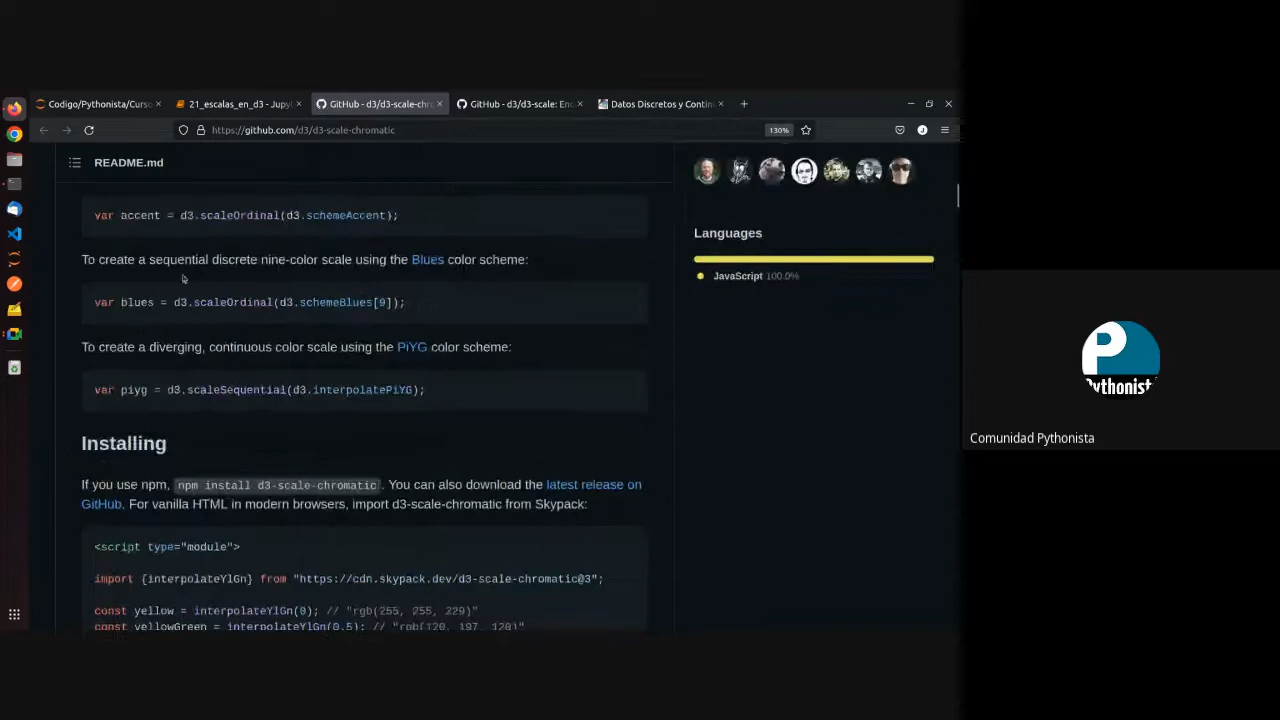 Codigo/Pythonista/Curso
21_escalas_en_d3 - Jupyt
GitHub - d3/d3-scale-chro
GitHub - d3/d3-scale: Enc
Datos Discretos y Contin
https://github.com/d3/d3-scale-chromatic
130%
README.md
var accent = d3.scaleOrdinal(d3.schemeAccent);
To create a sequential discrete nine-color scale using the Blues color scheme:
var blues = d3.scaleOrdinal(d3.schemeBlues[9]);
To create a diverging, continuous color scale using the PiYG color scheme:
var piyg = d3.scaleSequential(d3.interpolatePiYG);
Installing
If you use npm, npm install d3-scale-chromatic. You can also download the latest release on
GitHub. For vanilla HTML in modern browsers, import d3-scale-chromatic from Skypack:
<script type="module">
import {interpolateYlGn} from "https://cdn.skypack.dev/d3-scale-chromatic@3";
const yellow = interpolateYlGn(0); // "rgb(255, 255, 229)"
const yellowGreen = interpolateYlGn(0.5); // "rgb(120, 197, 120)"
Languages
JavaScript 100.0%
P
Pythonist
Comunidad Pythonista